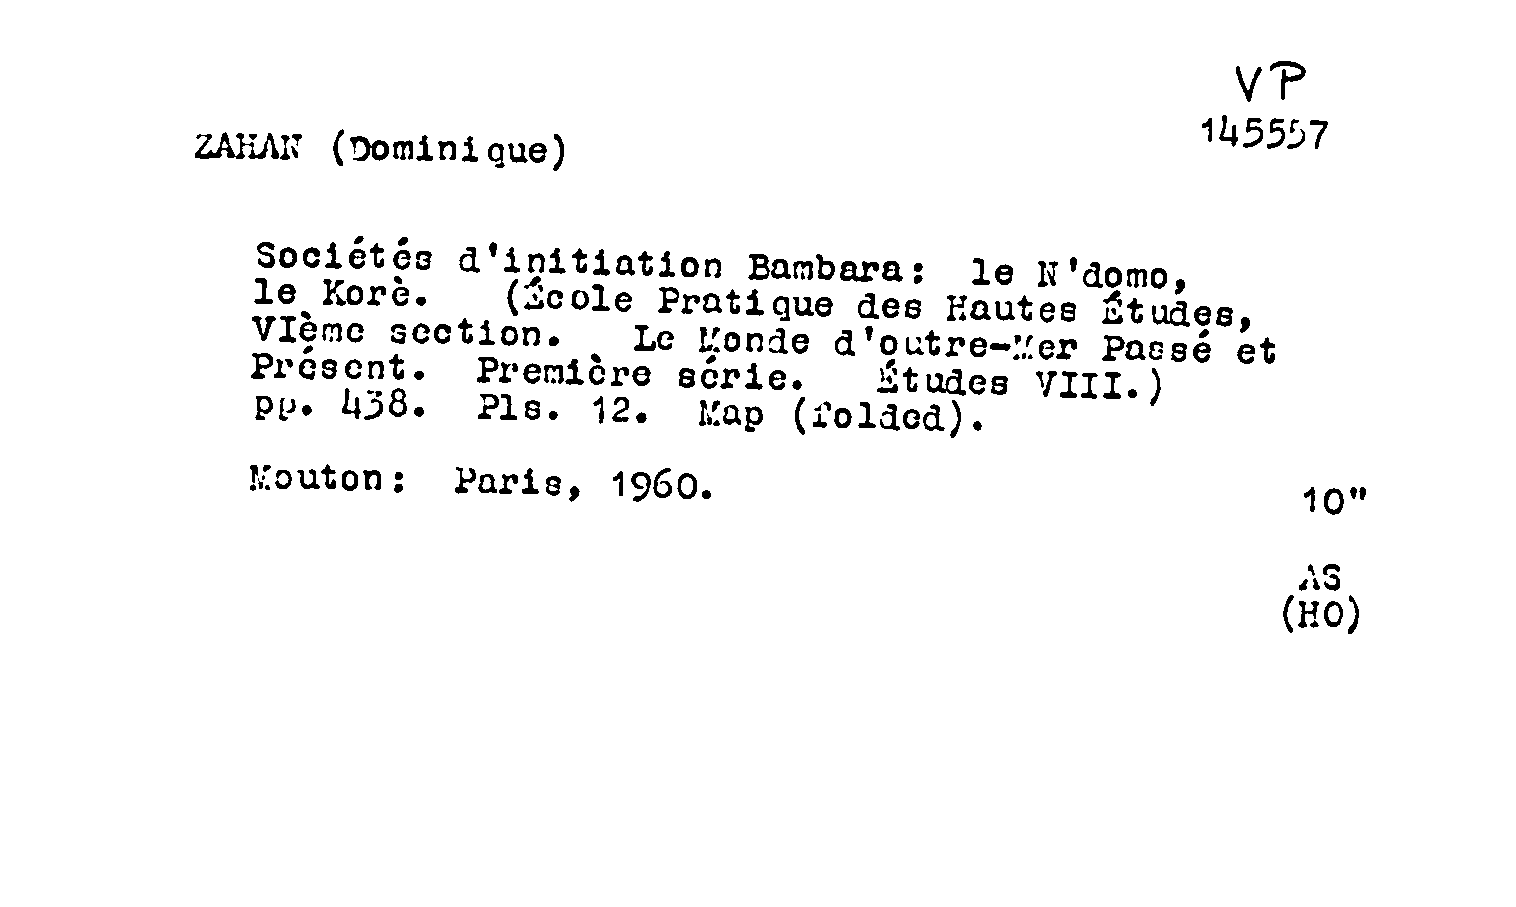 VP
145557
ZAHAN (Dominique)
Sociétés d'initiation Bambara: le N'domo,
le Korè. (École Pratique des Hautes Études,
VIème section. Le Monde d'outre-Mer Passé et
Présent. Première série. Études VIII.)
pp. 438. Pls. 12. Map (folded).
Mouton: Paris, 1960.
10"
AS
(HO)